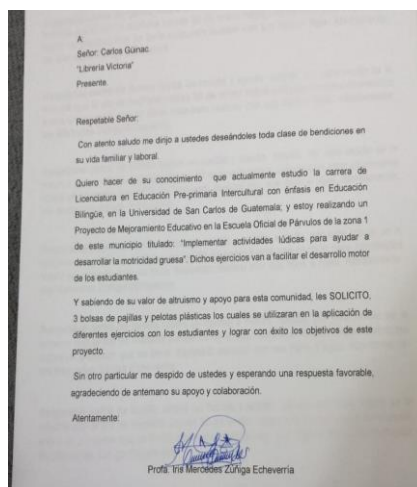 A:
Señor: Carlos Guinac
"Librería Victoria"
Presente.
Respetable Señor:
Con atento saludo me dirijo a ustedes deseándoles toda clase de bendiciones en
su vida familiar y laboral.
Quiero hacer de su conocimiento que actualmente estudio la carrera de
Licenciatura en Educación Pre-primaria Intercultural con énfasis en Educación
Bilingüe, en la Universidad de San Carlos de Guatemala; y estoy realizando un
Proyecto de Mejoramiento Educativo en la Escuela Oficial de Párvulos de la zona 1
de este municipio titulado: "Implementar actividades lúdicas para ayudar a
desarrollar la motricidad gruesa". Dichos ejercicios van a facilitar el desarrollo motor
de los estudiantes.
Y sabiendo de su valor de altruismo y apoyo para esta comunidad, les SOLICITO,
3 bolsas de pajillas y pelotas plásticas los cuales se utilizaran en la aplicación de
diferentes ejercicios con los estudiantes y lograr con éxito los objetivos de este
proyecto.
Sin otro particular me despido de ustedes y esperando una respuesta favorable,
agradeciendo de antemano su apoyo y colaboración.
Atentamente:
Profa. Iris Mercedes Zúñiga Echeverría